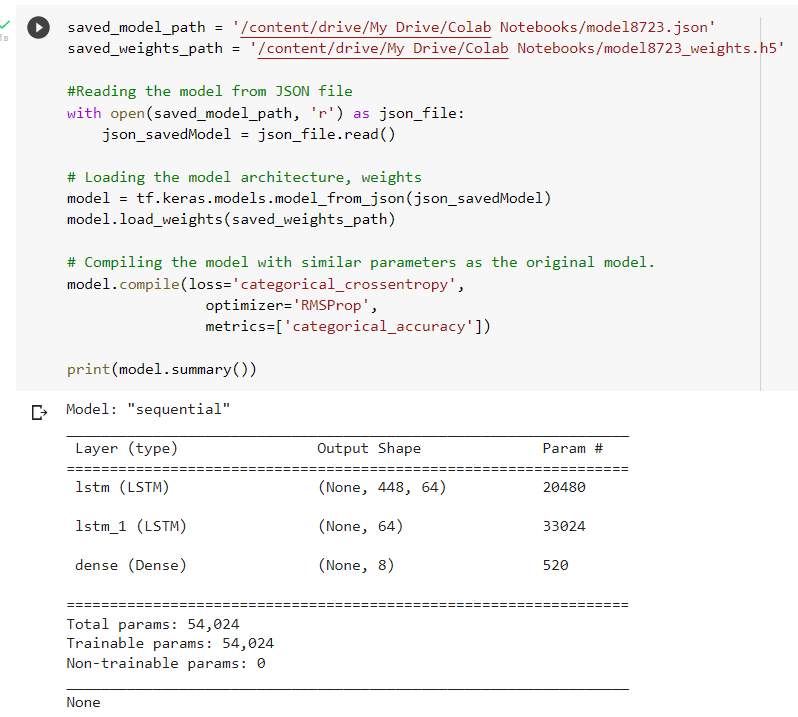 saved_model_path = '/content/drive/My Drive/Colab Notebooks/model8723.json'
saved_weights_path = '/content/drive/My Drive/Colab Notebooks/model8723_weights.h5'
#Reading the model from JSON file
with open(saved_model_path, 'r') as json_file:
    json_savedModel = json_file.read()
# Loading the model architecture, weights
model = tf.keras.models.model_from_json(json_savedModel)
model.load_weights(saved_weights_path)
# Compiling the model with similar parameters as the original model.
model.compile(loss='categorical_crossentropy',
                optimizer='RMSProp',
                metrics=['categorical_accuracy'])
print(model.summary())
Model: "sequential"
Layer (type) Output Shape Param #
=================================================================
lstm (LSTM) (None, 448, 64) 20480
lstm_1 (LSTM) (None, 64) 33024
dense (Dense) (None, 8) 520
=================================================================
Total params: 54,024
Trainable params: 54,024
Non-trainable params: 0
_________________________________________________________________
None